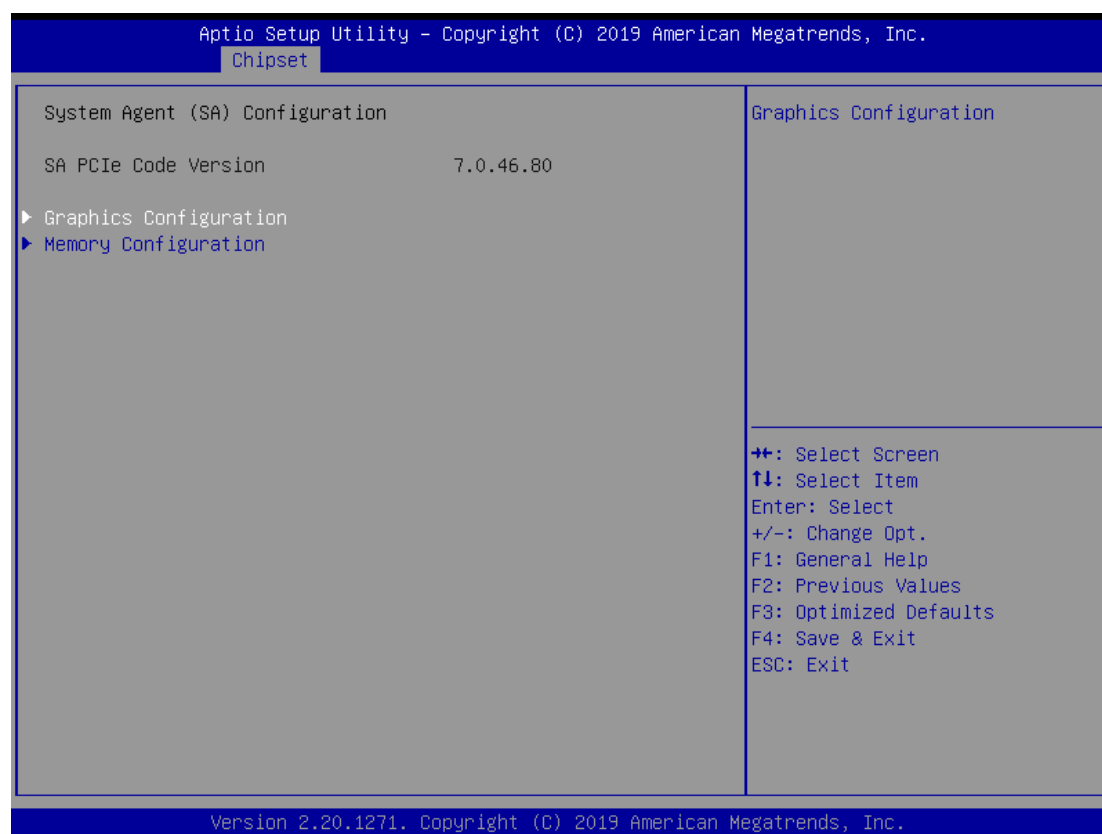 Aptio Setup Utility – Copyright (C) 2019 American Megatrends, Inc.
Chipset
System Agent (SA) Configuration
SA PCIe Code Version 7.0.46.80
Graphics Configuration
Memory Configuration
Graphics Configuration
→←: Select Screen
↑↓: Select Item
Enter: Select
+/-: Change Opt.
F1: General Help
F2: Previous Values
F3: Optimized Defaults
F4: Save & Exit
ESC: Exit
Version 2.20.1271. Copyright (C) 2019 American Megatrends, Inc.